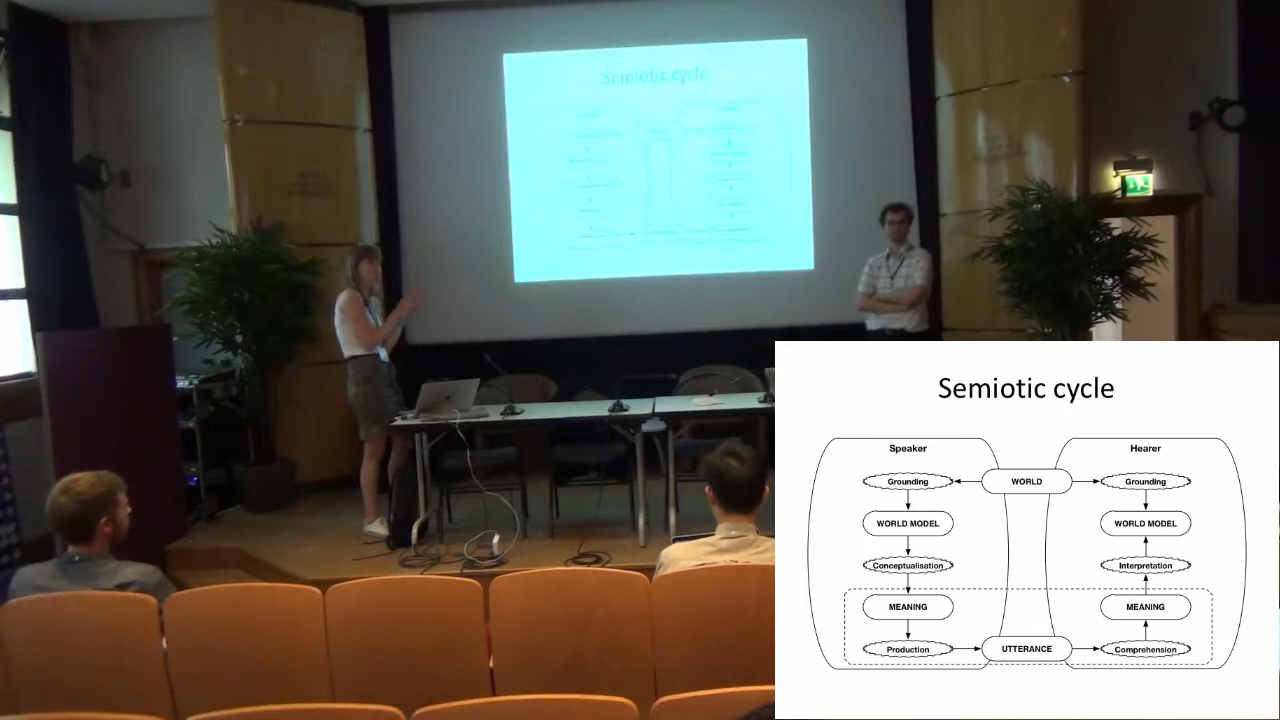 Semiotic cycle
Semiotic cycle
Speaker
Hearer
Grounding
WORLD
Grounding
WORLD MODEL
WORLD MODEL
Conceptualisation
Interpretation
MEANING
MEANING
Production
UTTERANCE
Comprehension